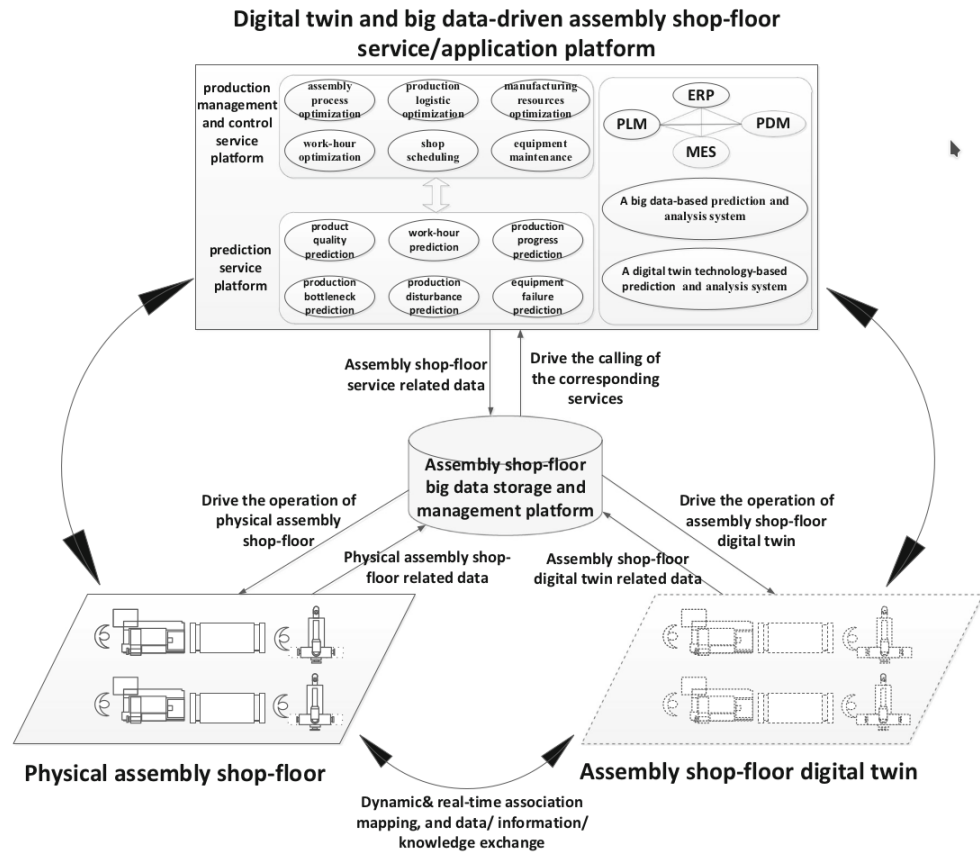 Digital twin and big data-driven assembly shop-floor
service/application platform
production
management
and control
service
platform
assembly
process
optimization
production
logistic
optimization
manufacturing
resources
optimization
work-hour
optimization
shop
scheduling
equipment
maintenance
prediction
service
platform
product
quality
prediction
work-hour
prediction
production
progress
prediction
production
bottleneck
prediction
production
disturbance
prediction
equipment
failure
prediction
ERP
PLM
PDM
MES
A big data-based prediction and
analysis system
A digital twin technology-based
prediction and analysis system
Assembly shop-floor
service related data
Drive the calling of
the corresponding
services
Assembly shop-floor
big data storage and
management platform
Drive the operation of
physical assembly
shop-floor
Physical assembly shop-
floor related data
Drive the operation of
assembly shop-floor
digital twin
Assembly shop-floor
digital twin related data
Physical assembly shop-floor
Assembly shop-floor digital twin
Dynamic& real-time association
mapping, and data/ information/
knowledge exchange